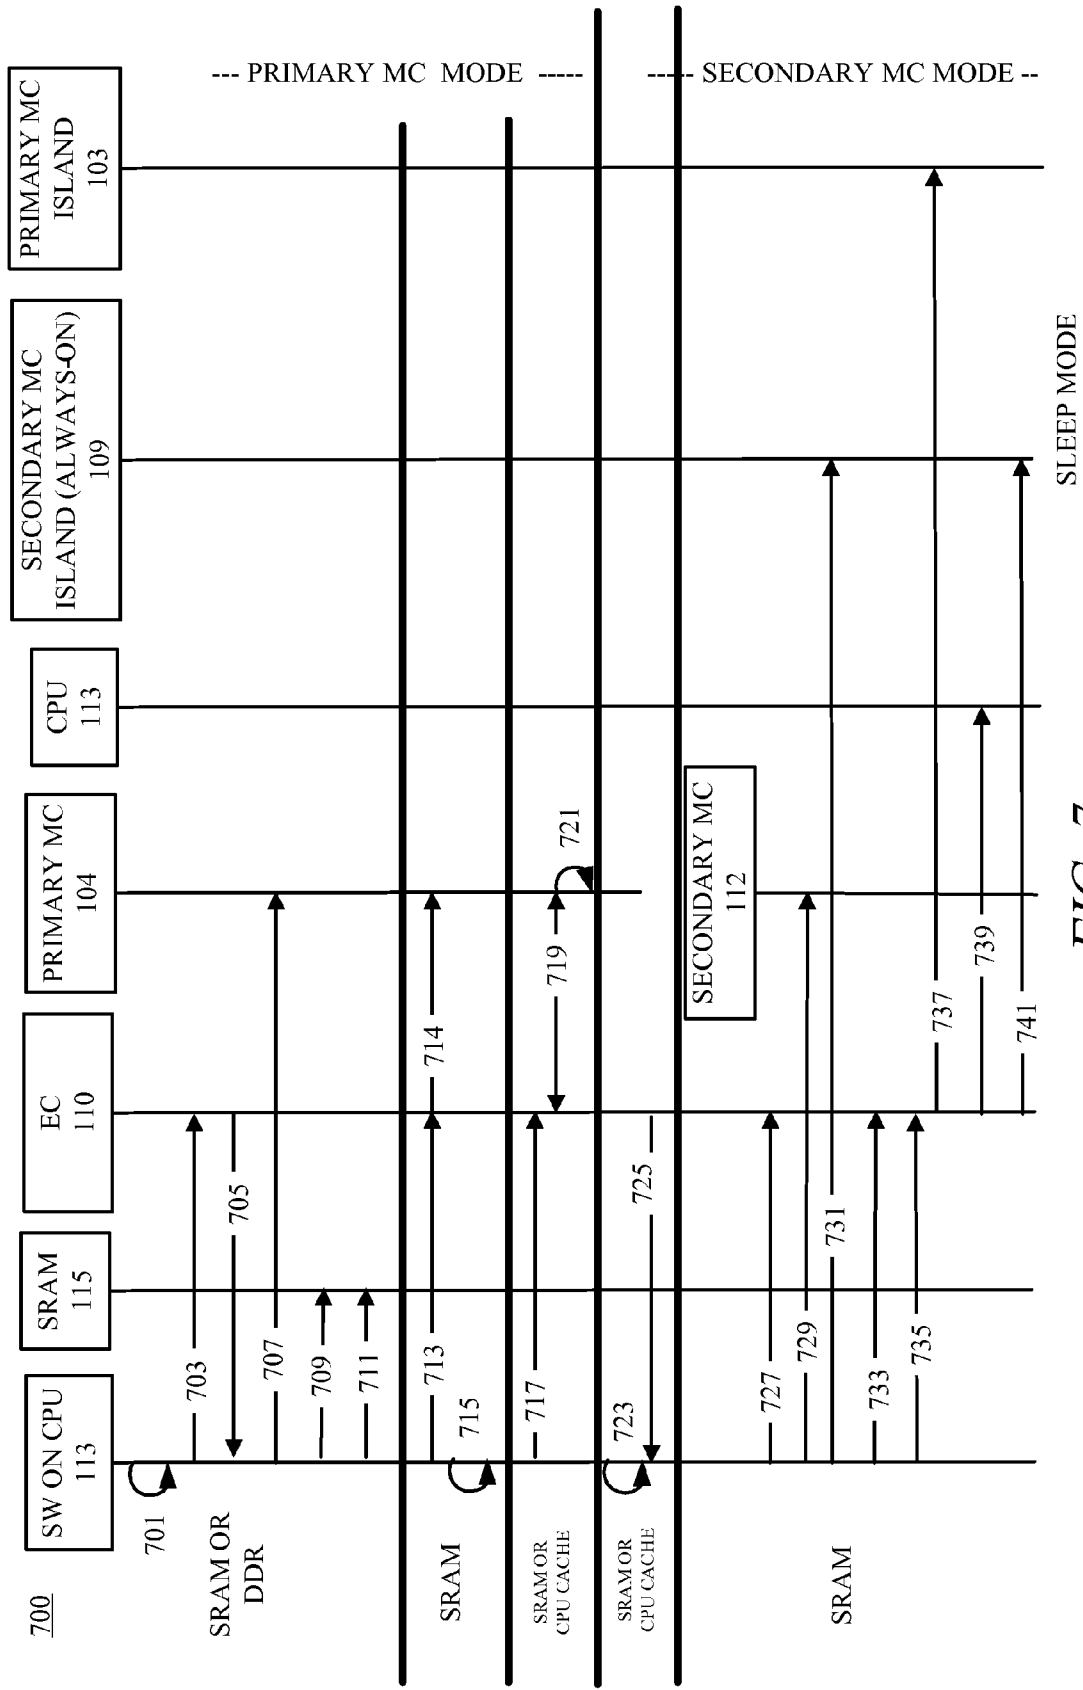 700
SW ON CPU
113
SRAM
115
EC
110
PRIMARY MC
104
CPU
113
SECONDARY MC
ISLAND (ALWAYS-ON)
109
PRIMARY MC
ISLAND
103
701
703
705
SRAM OR
DDR
707
709
711
--- PRIMARY MC MODE -----
713
714
SRAM
715
717
719
721
SRAM OR
CPU CACHE
723
725
SRAM OR
CPU CACHE
SECONDARY MC
112
----- SECONDARY MC MODE --
727
729
731
SRAM
733
735
737
739
741
SLEEP MODE
FIG. 7